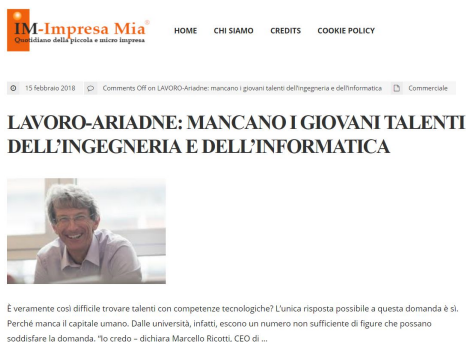 IM-Impresa Mia®
Quotidiano della piccola e micro impresa
HOME CHI SIAMO CREDITS COOKIE POLICY
15 febbraio 2018 Comments Off on LAVORO-Ariadne: mancano i giovani talenti dell'ingegneria e dell'informatica Commerciale
LAVORO-ARIADNE: MANCANO I GIOVANI TALENTI
DELL'INGEGNERIA E DELL'INFORMATICA
È veramente così difficile trovare talenti con competenze tecnologiche? L'unica risposta possibile a questa domanda è sì.
Perché manca il capitale umano. Dalle università, infatti, escono un numero non sufficiente di figure che possano
soddisfare la domanda. "Io credo – dichiara Marcello Ricotti, CEO di ...